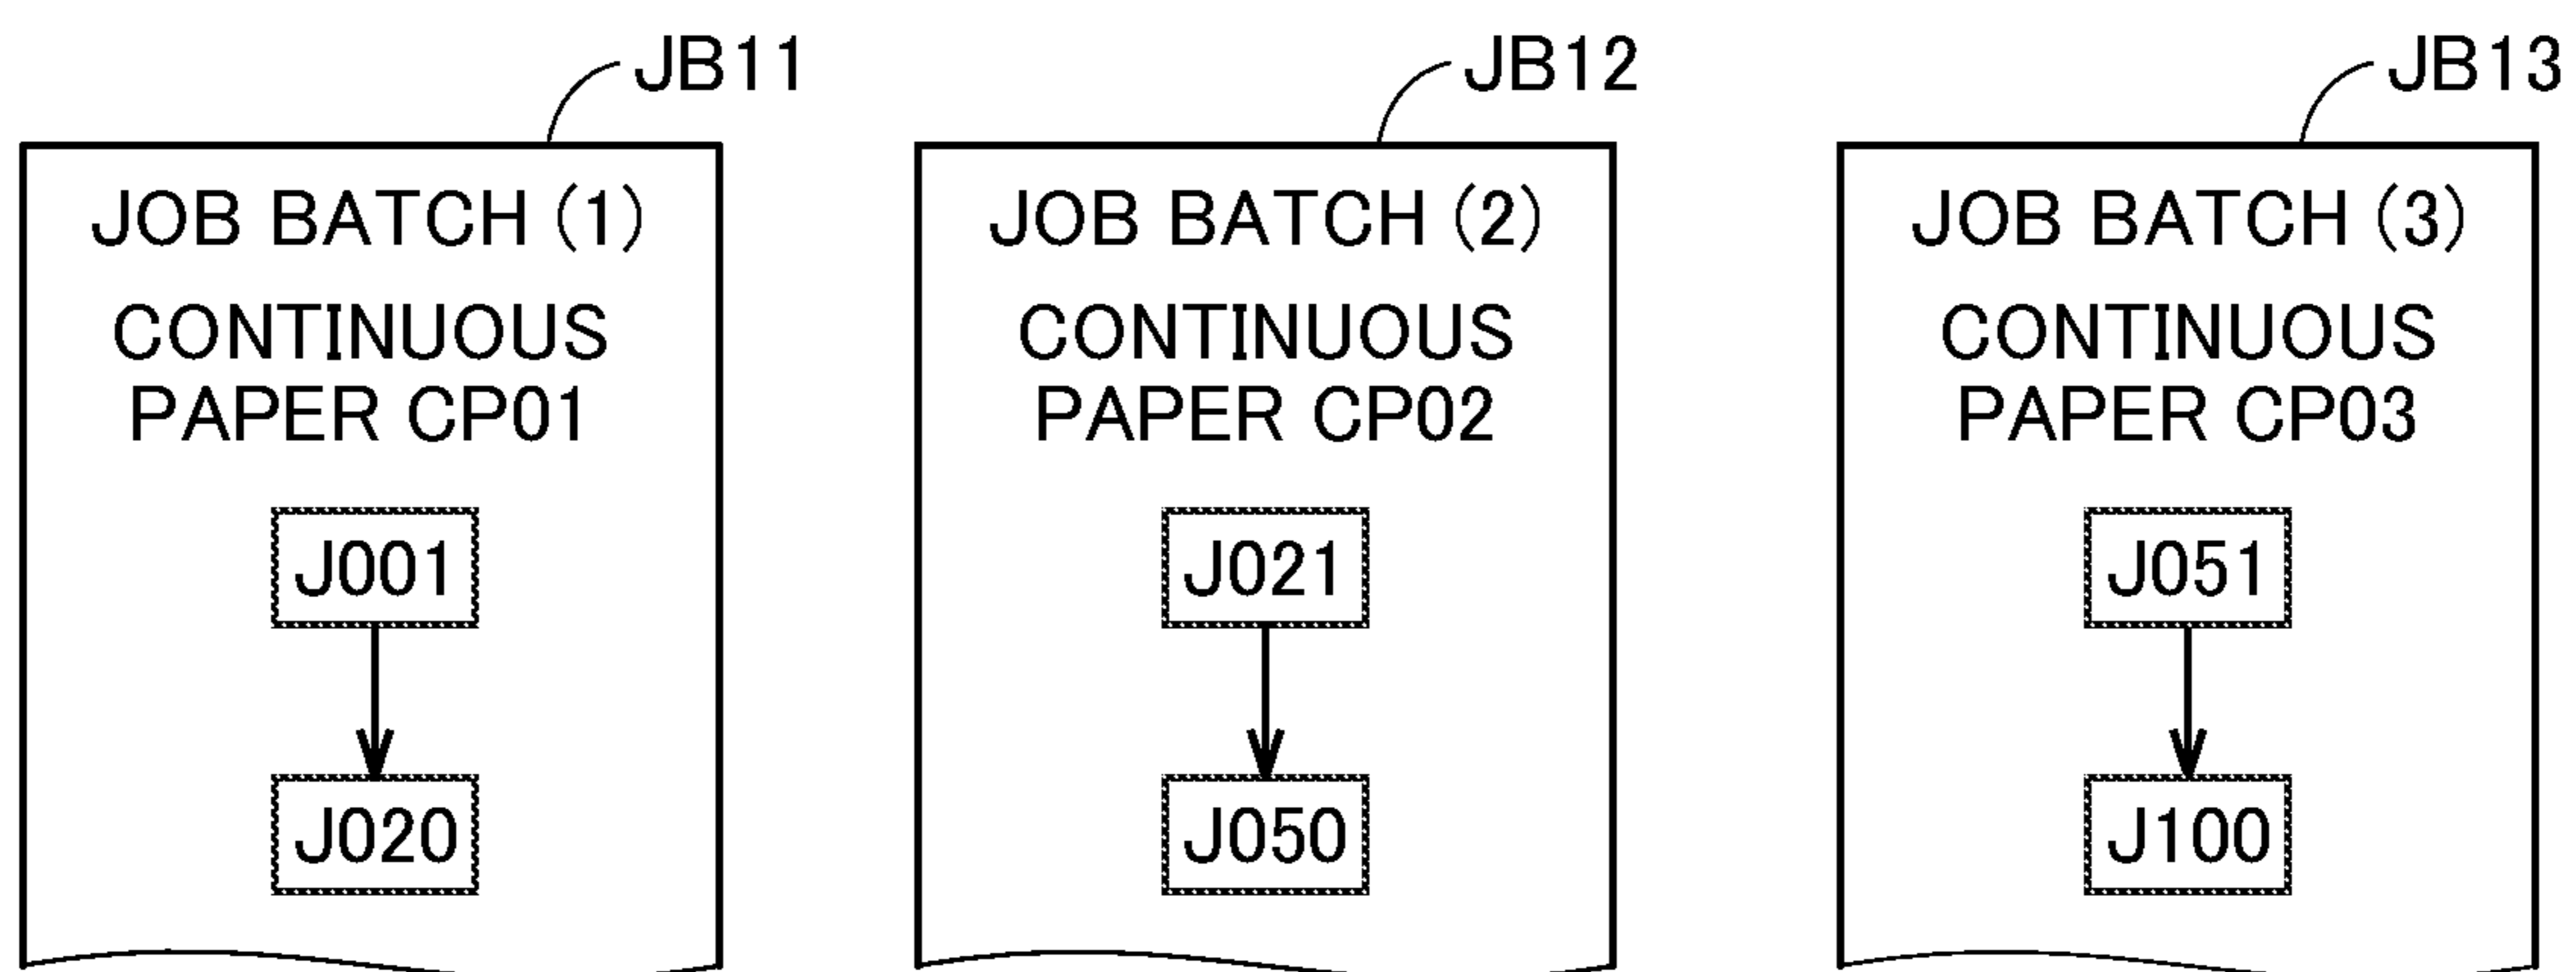 JB11
JOB BATCH (1)
CONTINUOUS
PAPER CP01
J001
J020
JB12
JOB BATCH (2)
CONTINUOUS
PAPER CP02
J021
J050
JB13
JOB BATCH (3)
CONTINUOUS
PAPER CP03
J051
J100